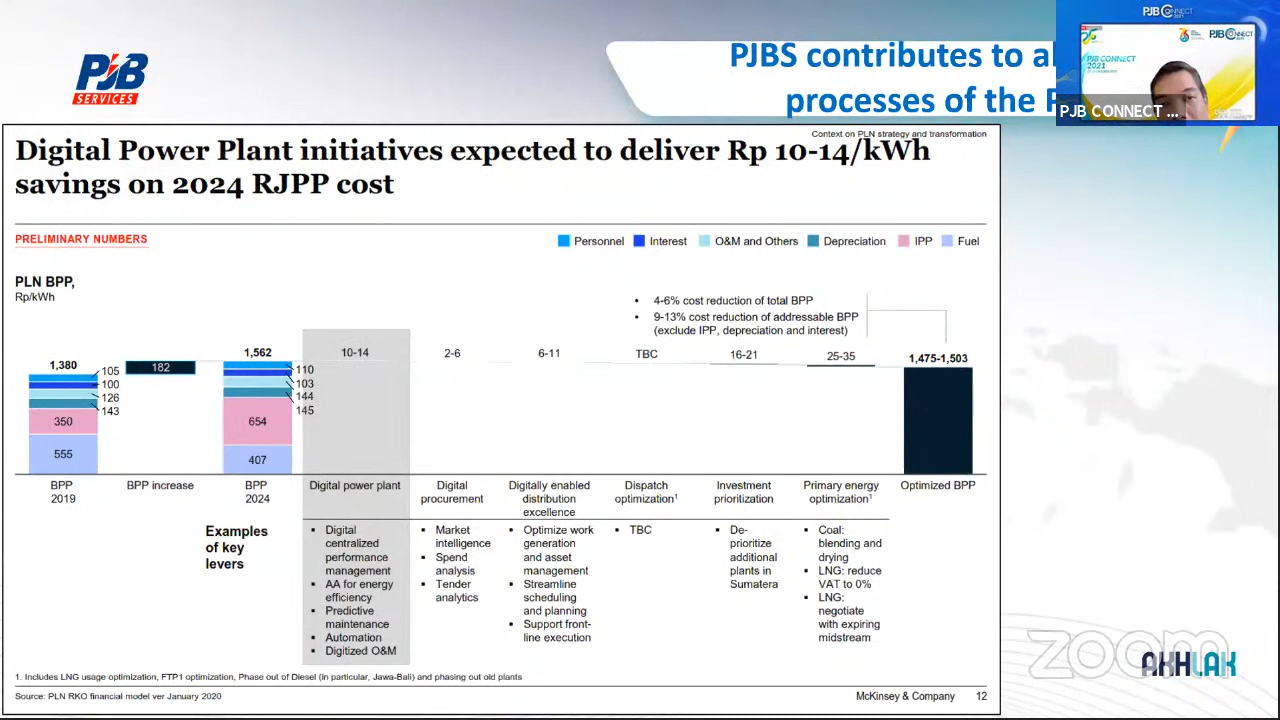 PJB
SERVICES
PJBS contributes to al
processes of the P
PJB CONNECT
2021
PJB CONNECT
PJB CONNECT
2021
PJB CONNECT ...
Context on PLN strategy and transformation
Digital Power Plant initiatives expected to deliver Rp 10-14/kWh
savings on 2024 RJPP cost
PRELIMINARY NUMBERS
Personnel Interest O&M and Others Depreciation IPP Fuel
PLN BPP,
Rp/kWh
• 4-6% cost reduction of total BPP
• 9-13% cost reduction of addressable BPP
(exclude IPP, depreciation and interest)
1,380
105
100
126
143
350
555
182
1,562
110
103
144
145
654
407
10-14
2-6
6-11
TBC
16-21
25-35
1,475-1,503
BPP
2019
BPP increase
BPP
2024
Digital power plant
Digital
procurement
Digitally enabled
distribution
excellence
Dispatch
optimization¹
Investment
prioritization
Primary energy
optimization¹
Optimized BPP
Examples
of key
levers
▪ Digital
centralized
performance
management
▪ AA for energy
efficiency
▪ Predictive
maintenance
▪ Automation
▪ Digitized O&M
▪ Market
intelligence
▪ Spend
analysis
▪ Tender
analytics
▪ Optimize work
generation
and asset
management
▪ Streamline
scheduling
and planning
▪ Support front-
line execution
▪ TBC
▪ De-
prioritize
additional
plants in
Sumatera
▪ Coal:
blending and
drying
▪ LNG: reduce
VAT to 0%
▪ LNG:
negotiate
with expiring
midstream
1. Includes LNG usage optimization, FTP1 optimization, Phase out of Diesel (in particular, Jawa-Bali) and phasing out old plants
Source: PLN RKO financial model ver January 2020
McKinsey & Company 12
zoom
AKHLAK